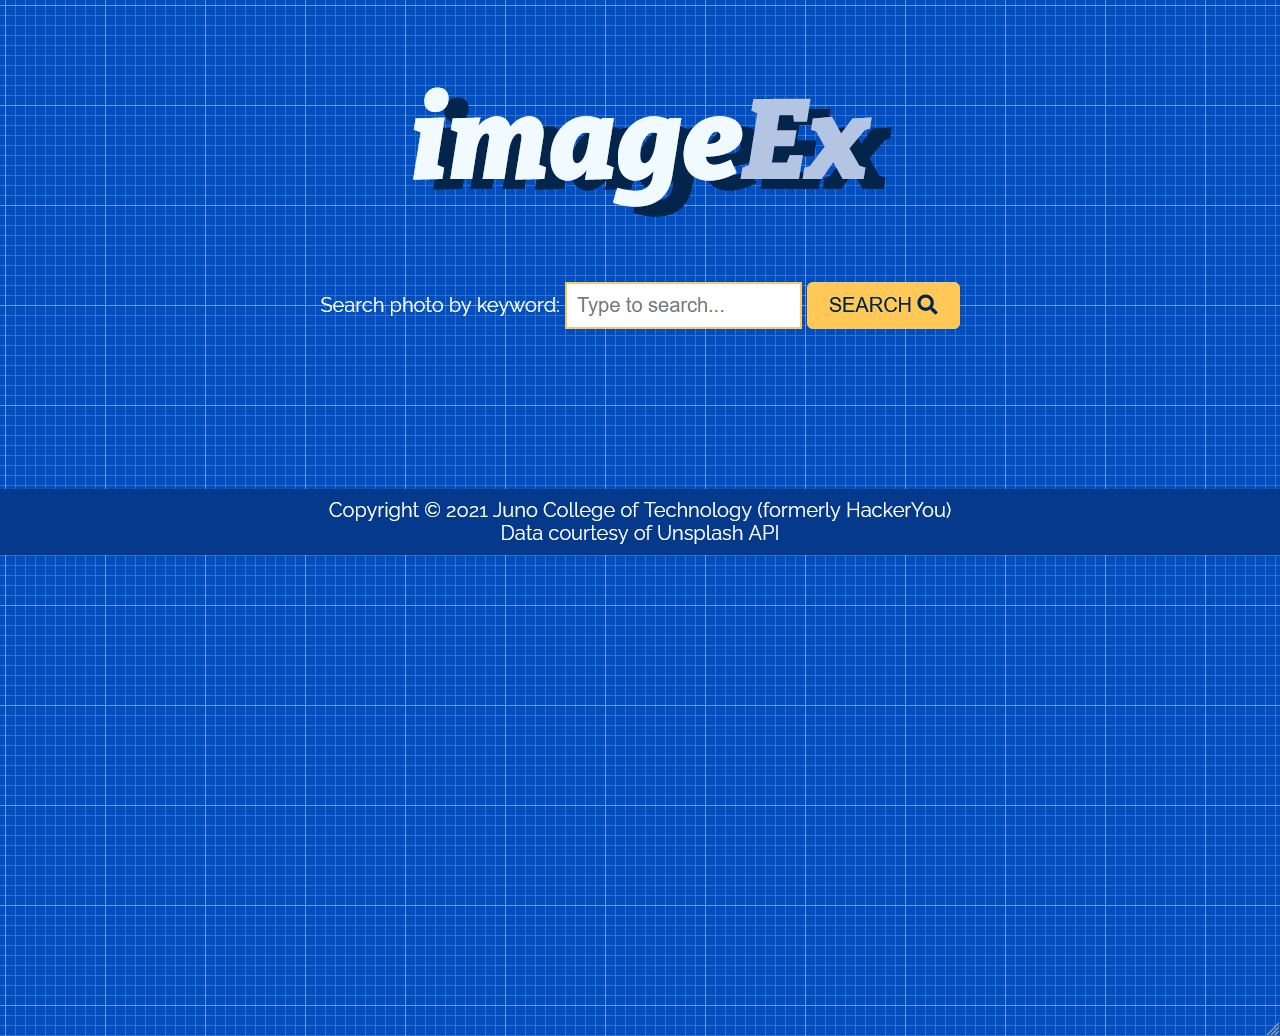 imageEx
Search photo by keyword: Type to search... SEARCH
Copyright © 2021 Juno College of Technology (formerly HackerYou)
Data courtesy of Unsplash API